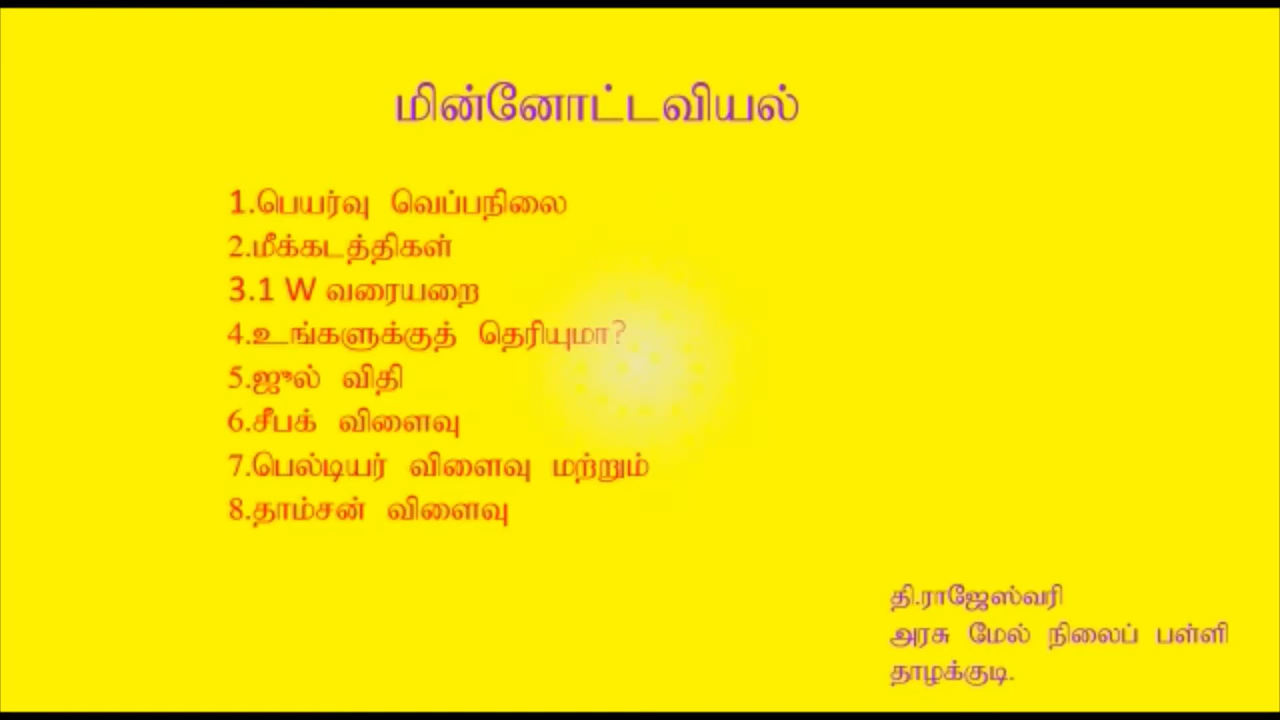 மின்னோட்டவியல்
1.பெயர்வு வெப்பநிலை
2.மீக்கடத்திகள்
3.1 W வரையறை
4.உங்களுக்குத் தெரியுமா?
5.ஜுல் விதி
6.சீபக் விளைவு
7.பெல்டியர் விளைவு மற்றும்
8.தாம்சன் விளைவு
தி.ராஜேஸ்வரி
அரசு மேல் நிலைப் பள்ளி
தாழக்குடி.